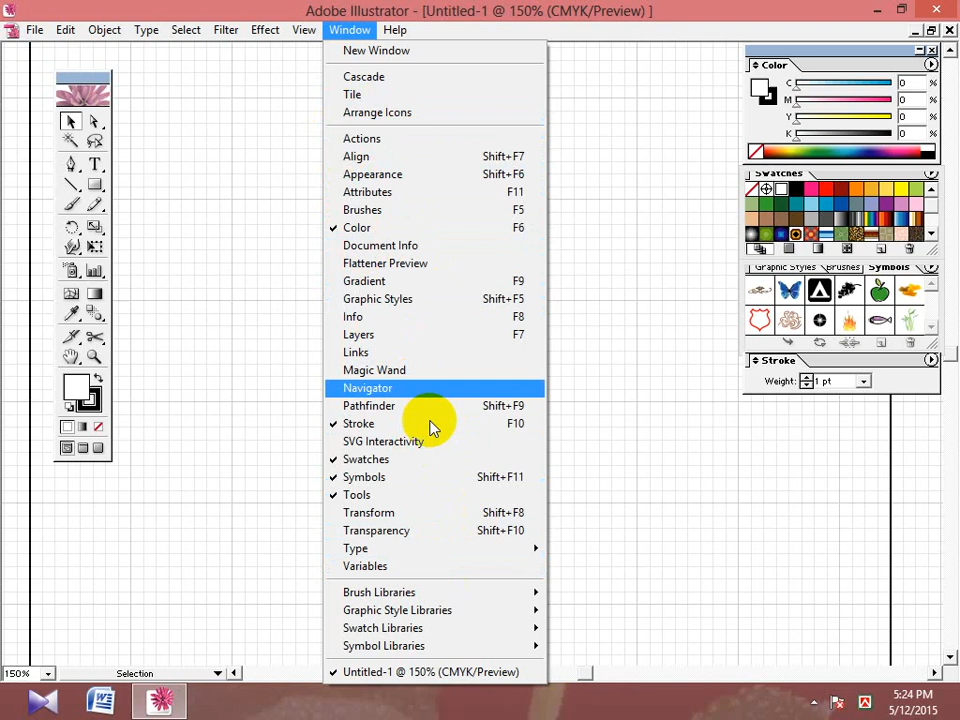 Adobe Illustrator - [Untitled-1 @ 150% (CMYK/Preview) ]
File Edit Object Type Select Filter Effect View Window Help
New Window
Cascade
Tile
Arrange Icons
Actions
Align Shift+F7
Appearance Shift+F6
Attributes F11
Brushes F5
Color F6
Document Info
Flattener Preview
Gradient F9
Graphic Styles Shift+F5
Info F8
Layers F7
Links
Magic Wand
Navigator
Pathfinder Shift+F9
Stroke F10
SVG Interactivity
Swatches
Symbols Shift+F11
Tools
Transform Shift+F8
Transparency Shift+F10
Type
Variables
Brush Libraries
Graphic Style Libraries
Swatch Libraries
Symbol Libraries
Untitled-1 @ 150% (CMYK/Preview)
Color
C 0 %
M 0 %
Y 0 %
K 0 %
Swatches
Graphic Styles Brushes Symbols
Stroke
Weight: 1 pt
150% Selection
5:24 PM
5/12/2015